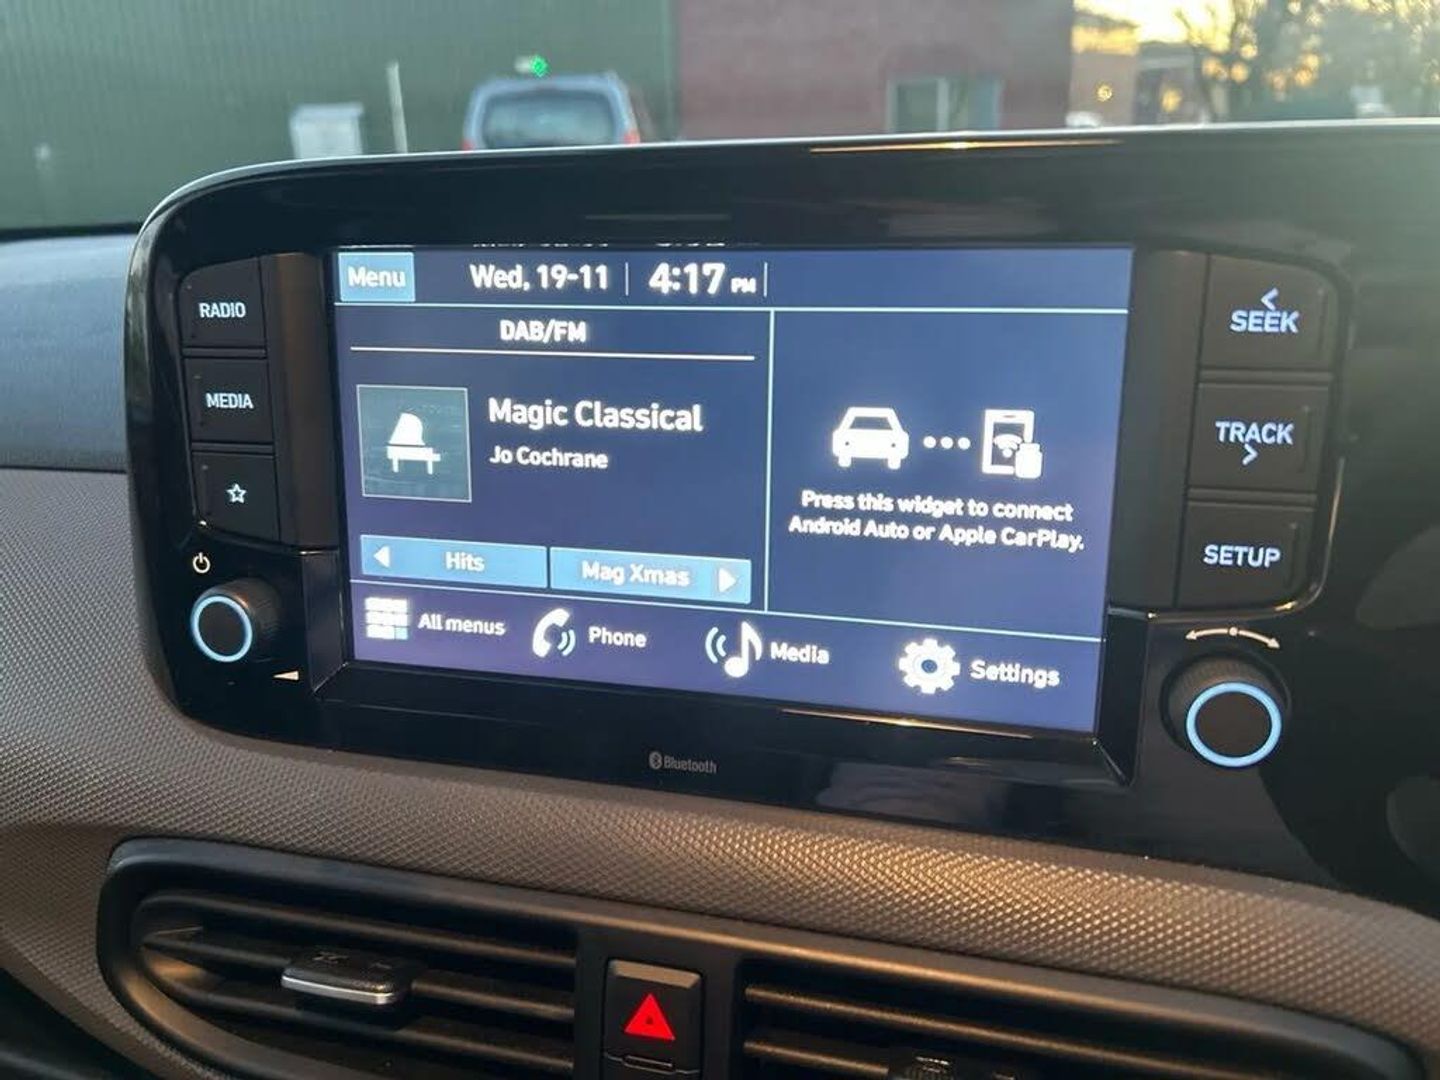 RADIO
MEDIA
Menu
Wed, 19-11
4:17 PM
DAB/FM
Magic Classical
Jo Cochrane
Hits
Mag Xmas
Press this widget to connect
Android Auto or Apple CarPlay.
All menus
Phone
Media
Settings
SEEK
TRACK
SETUP
Bluetooth